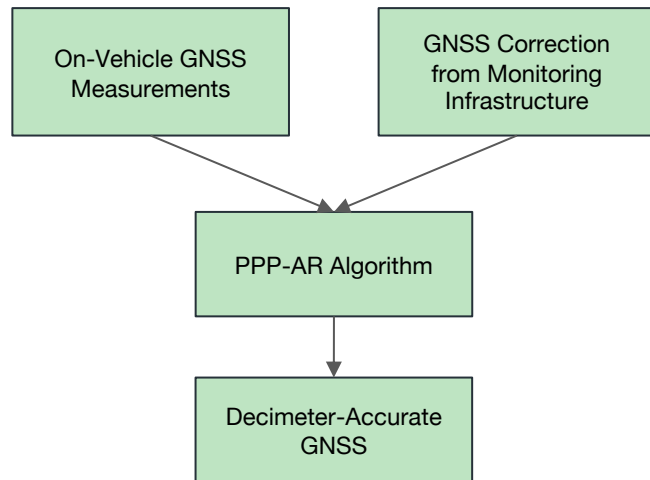 On-Vehicle GNSS
Measurements
GNSS Correction
from Monitoring
Infrastructure
PPP-AR Algorithm
Decimeter-Accurate
GNSS